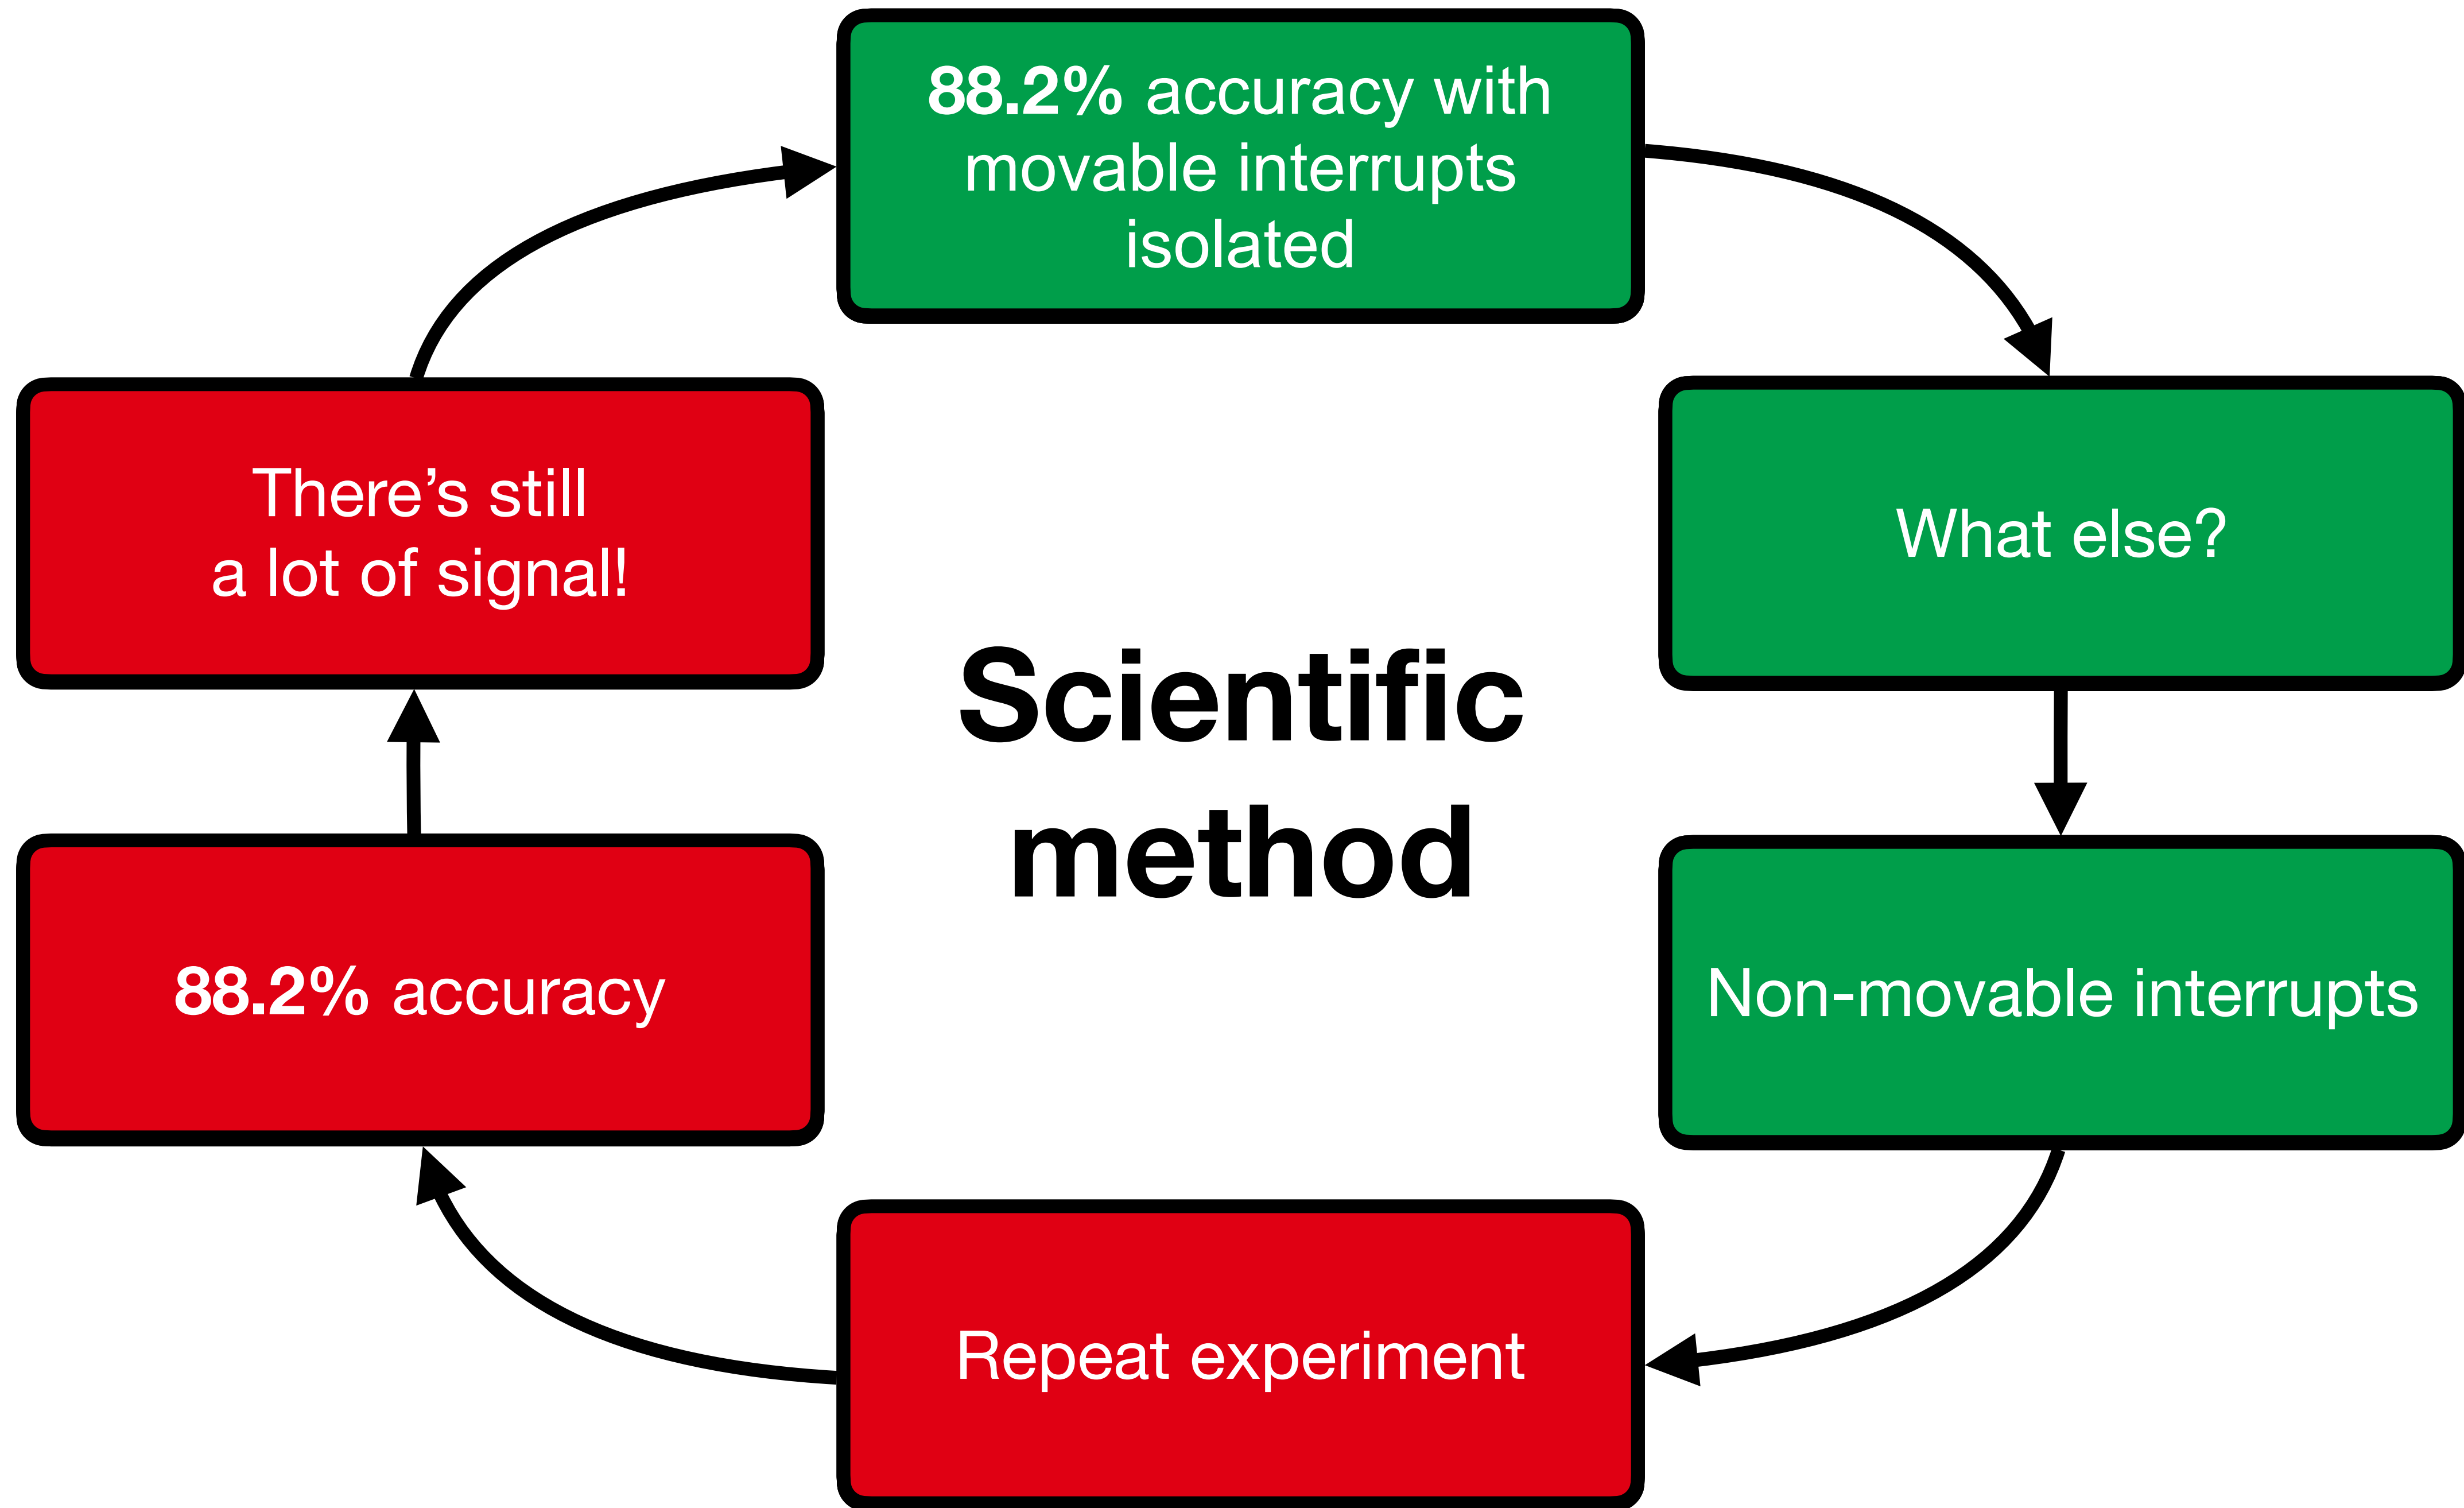 88.2% accuracy with
movable interrupts
isolated
What else?
Non-movable interrupts
Repeat experiment
88.2% accuracy
There’s still
a lot of signal!
Scientific
method